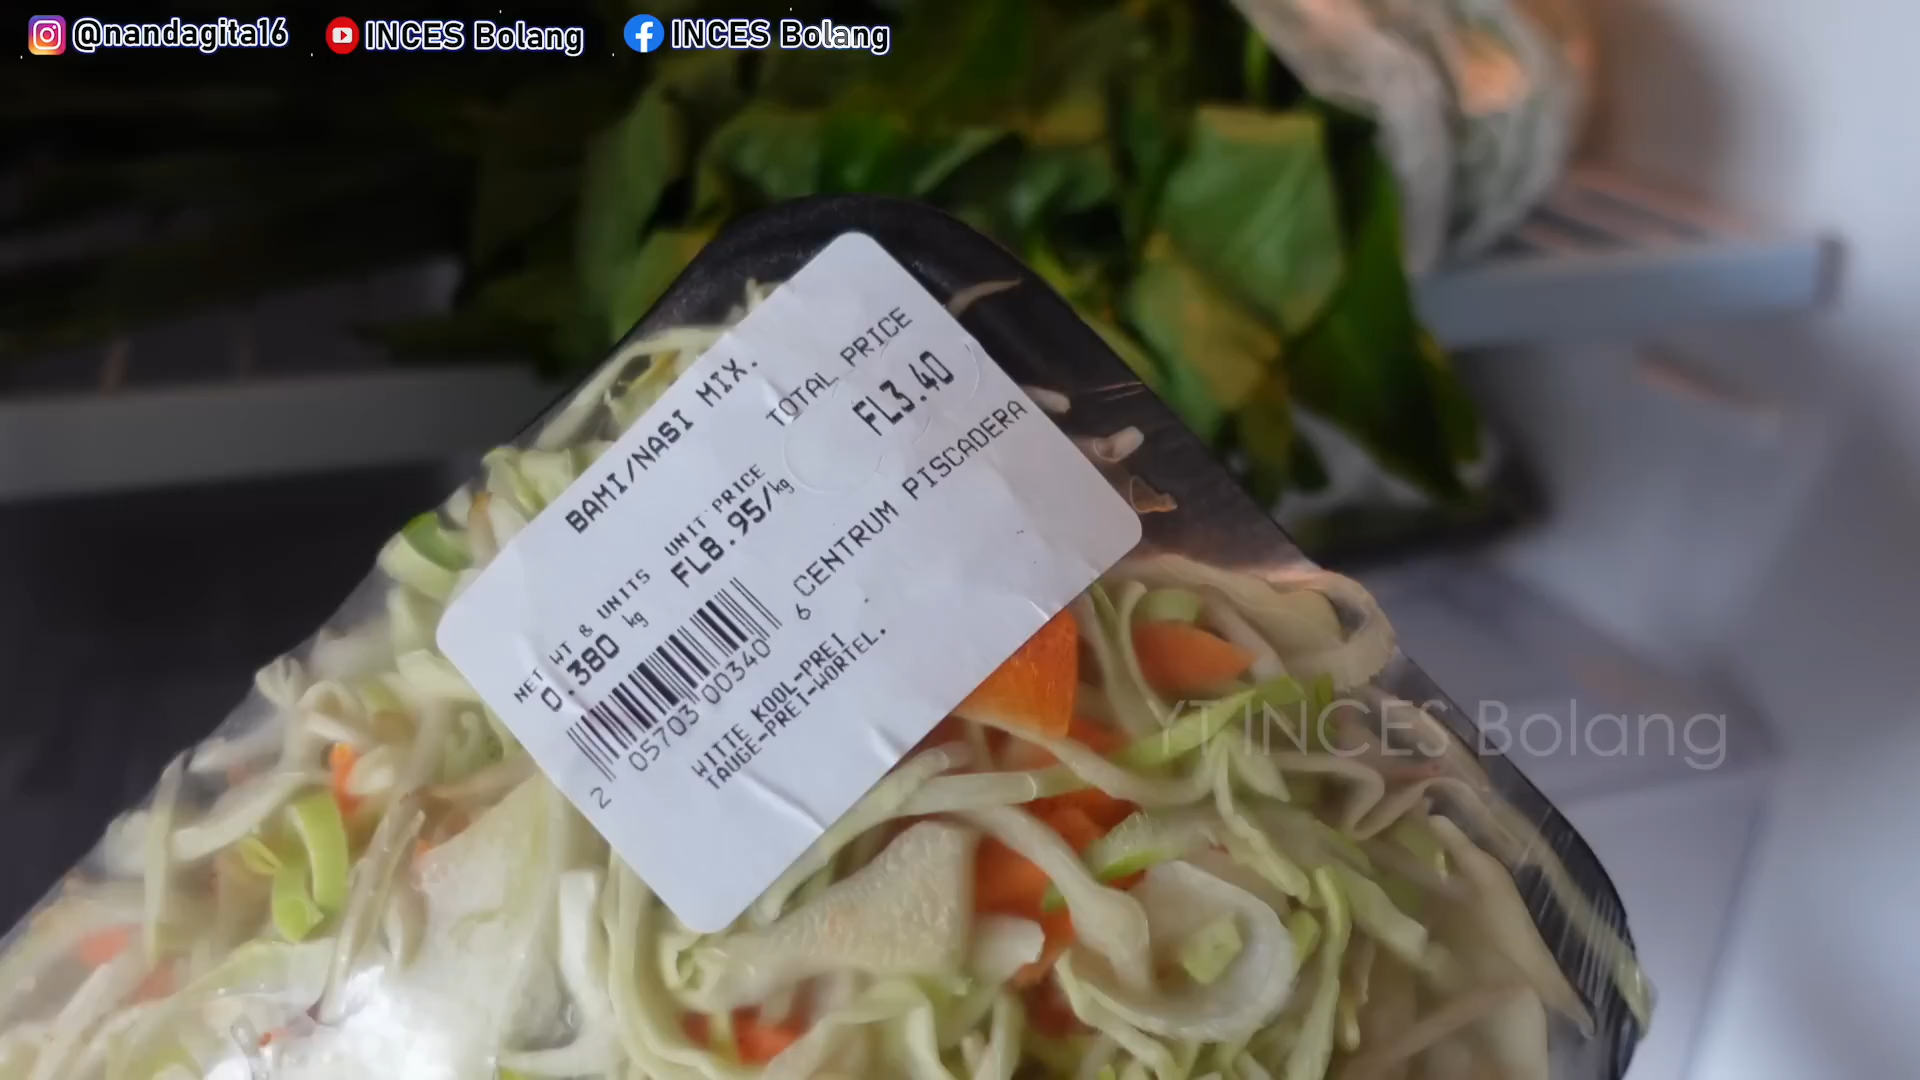 @nandagita16 INCES Bolang INCES Bolang
BAMI/NASI MIX.
TOTAL PRICE
FL3.40
NET WT & UNITS UNIT PRICE
0.380 kg FL8.95/kg
CENTRUM PISCADERA
2 05703 00340 6
WITTE KOOL-PREI
TAUGE-PREI-WORTEL.
YT INCES Bolang